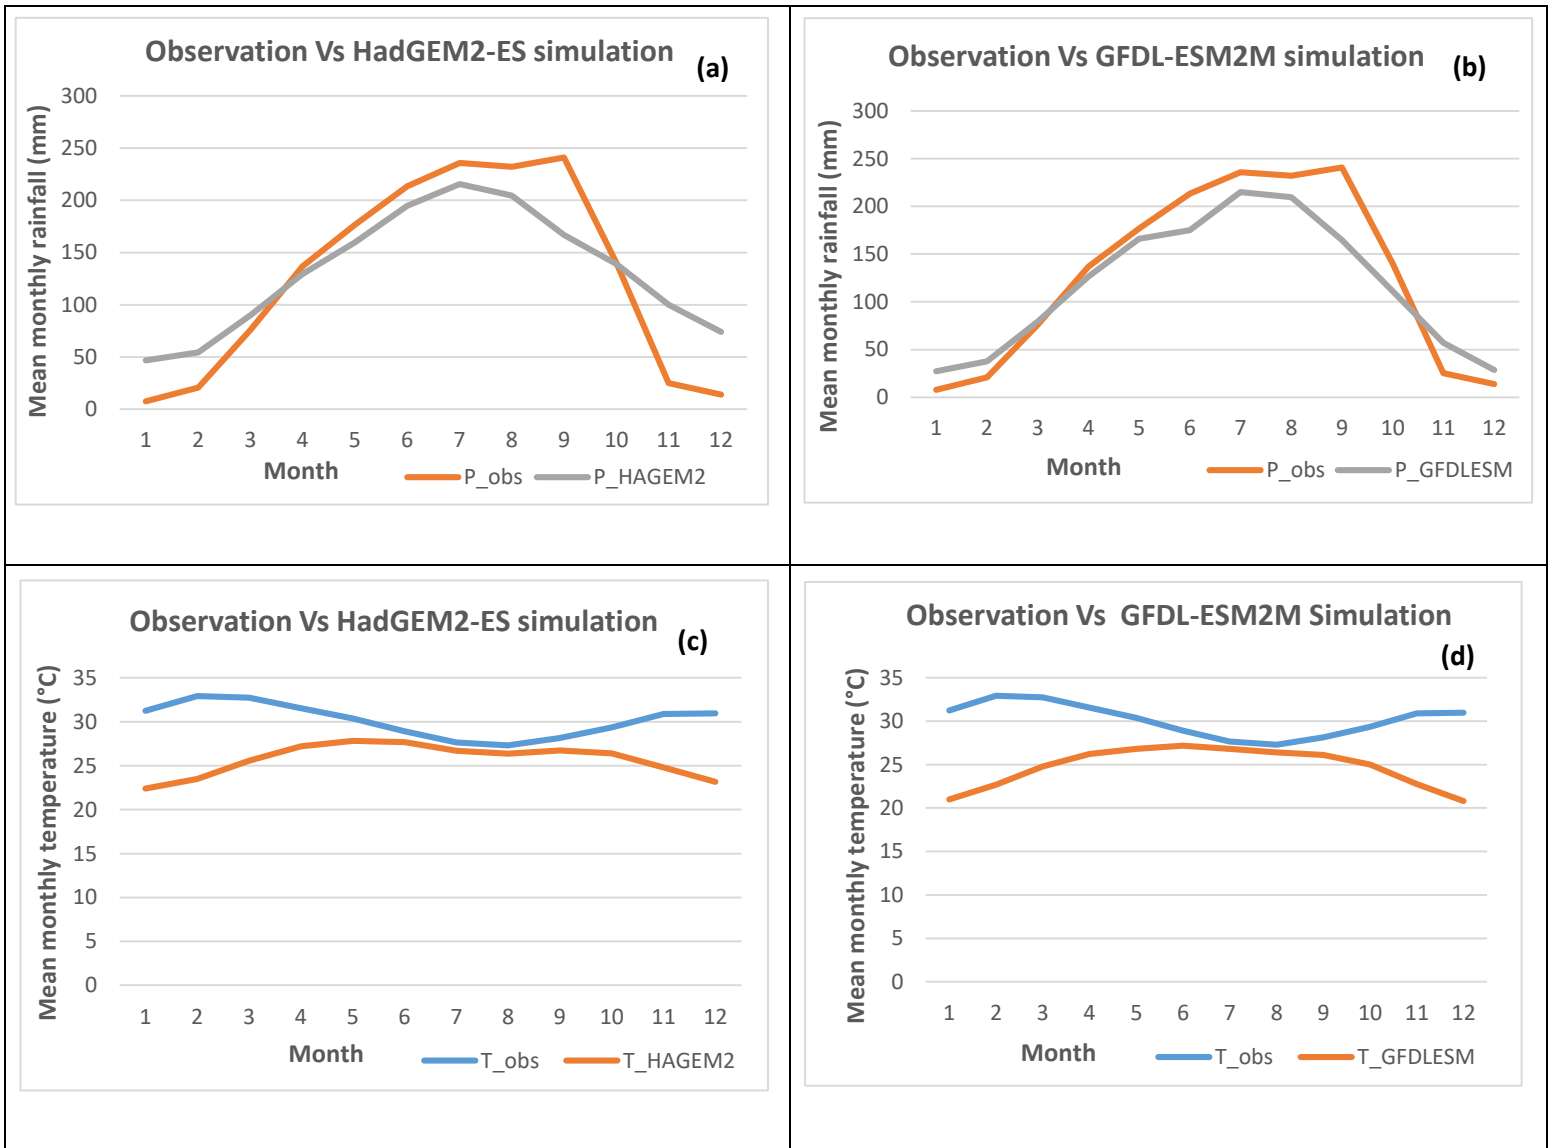 Observation Vs HadGEM2-ES simulation (a)
Mean monthly rainfall (mm)
300
250
200
150
100
50
0
1 2 3 4 5 6 7 8 9 10 11 12
Month
P_obs P_HAGEM2
Observation Vs GFDL-ESM2M simulation (b)
Mean monthly rainfall (mm)
300
250
200
150
100
50
0
1 2 3 4 5 6 7 8 9 10 11 12
Month
P_obs P_GFDLESM
Observation Vs HadGEM2-ES simulation (c)
Mean monthly temperature (°C)
35
30
25
20
15
10
5
0
1 2 3 4 5 6 7 8 9 10 11 12
Month
T_obs T_HAGEM2
Observation Vs GFDL-ESM2M Simulation
(d)
Mean monthly temperature (°C)
35
30
25
20
15
10
5
0
1 2 3 4 5 6 7 8 9 10 11 12
Month
T_obs T_GFDLESM